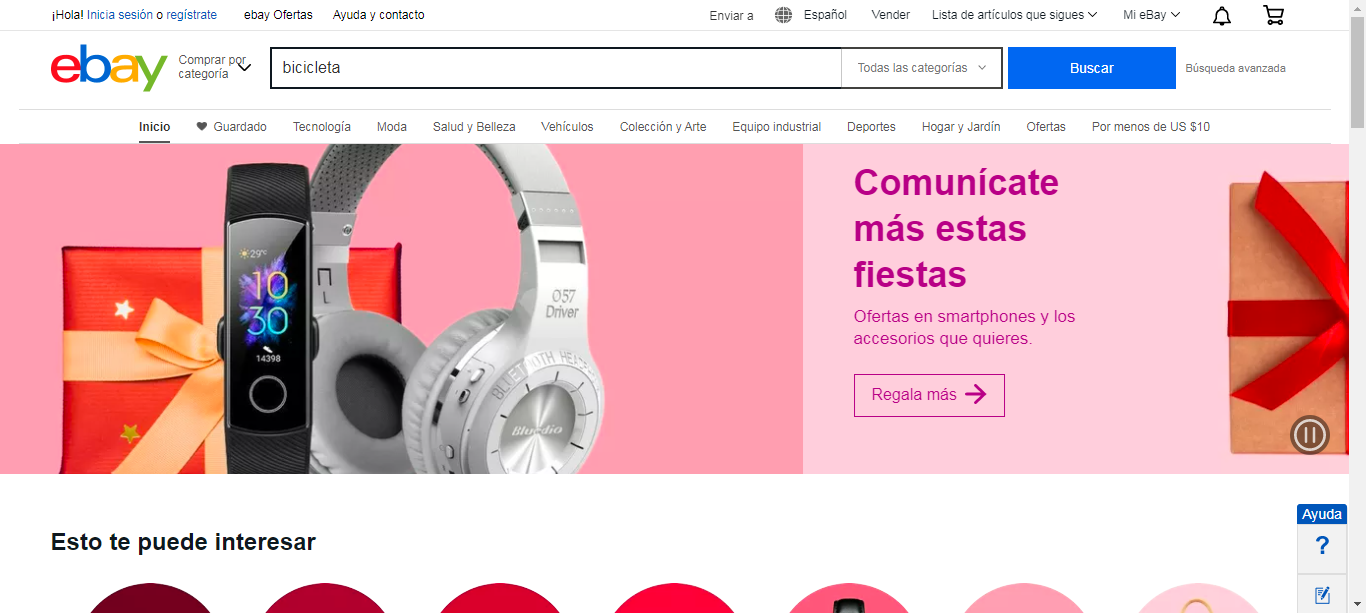 ¡Hola! Inicia sesión o regístrate ebay Ofertas Ayuda y contacto Enviar a Español Vender Lista de artículos que sigues Mi eBay
ebay Comprar por categoría bicicleta Todas las categorías Buscar Búsqueda avanzada
Inicio Guardado Tecnología Moda Salud y Belleza Vehículos Colección y Arte Equipo industrial Deportes Hogar y Jardín Ofertas Por menos de US $10
29°c
10
30
14398
057
Driver
BLUETOOTH HEADPHO
Bluedio
Comunícate
más estas
fiestas
Ofertas en smartphones y los
accesorios que quieres.
Regala más
Esto te puede interesar
Ayuda
?